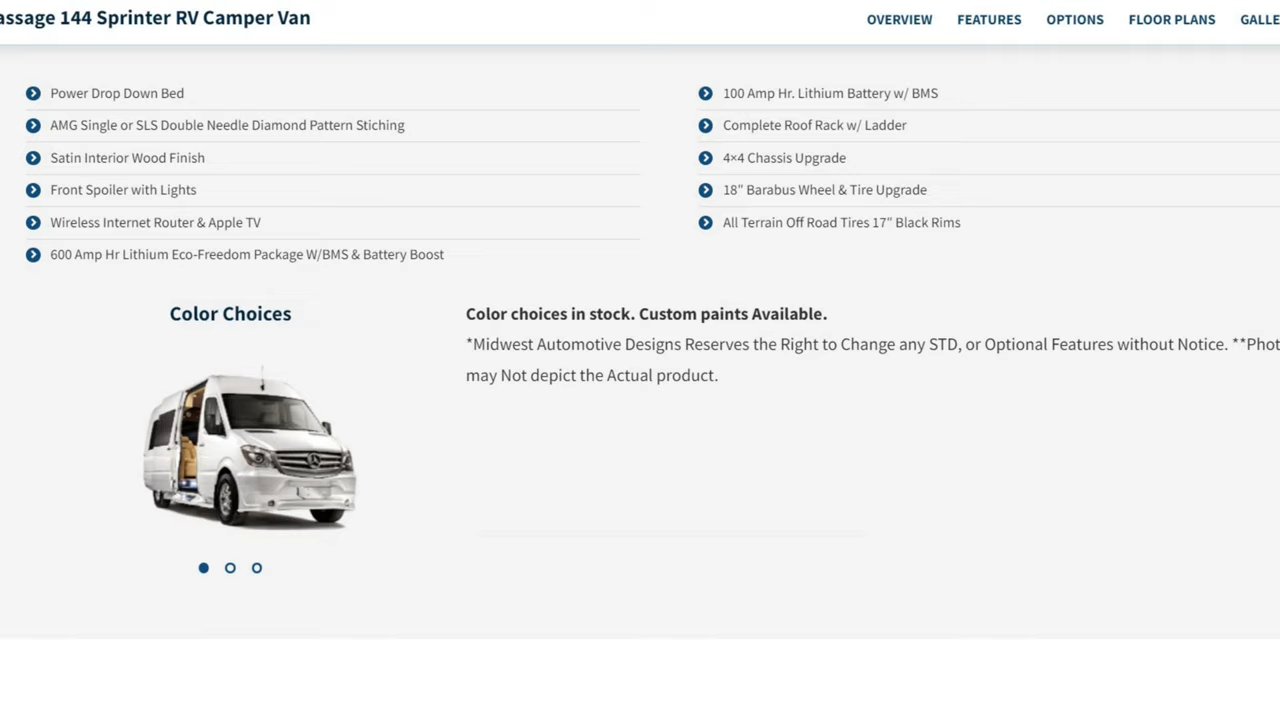 assage 144 Sprinter RV Camper Van
OVERVIEW FEATURES OPTIONS FLOOR PLANS GALLE
Power Drop Down Bed
AMG Single or SLS Double Needle Diamond Pattern Stiching
Satin Interior Wood Finish
Front Spoiler with Lights
Wireless Internet Router & Apple TV
600 Amp Hr Lithium Eco-Freedom Package W/BMS & Battery Boost
100 Amp Hr. Lithium Battery w/ BMS
Complete Roof Rack w/ Ladder
4×4 Chassis Upgrade
18″ Barabus Wheel & Tire Upgrade
All Terrain Off Road Tires 17″ Black Rims
Color Choices
Color choices in stock. Custom paints Available.
*Midwest Automotive Designs Reserves the Right to Change any STD, or Optional Features without Notice. **Phot
may Not depict the Actual product.